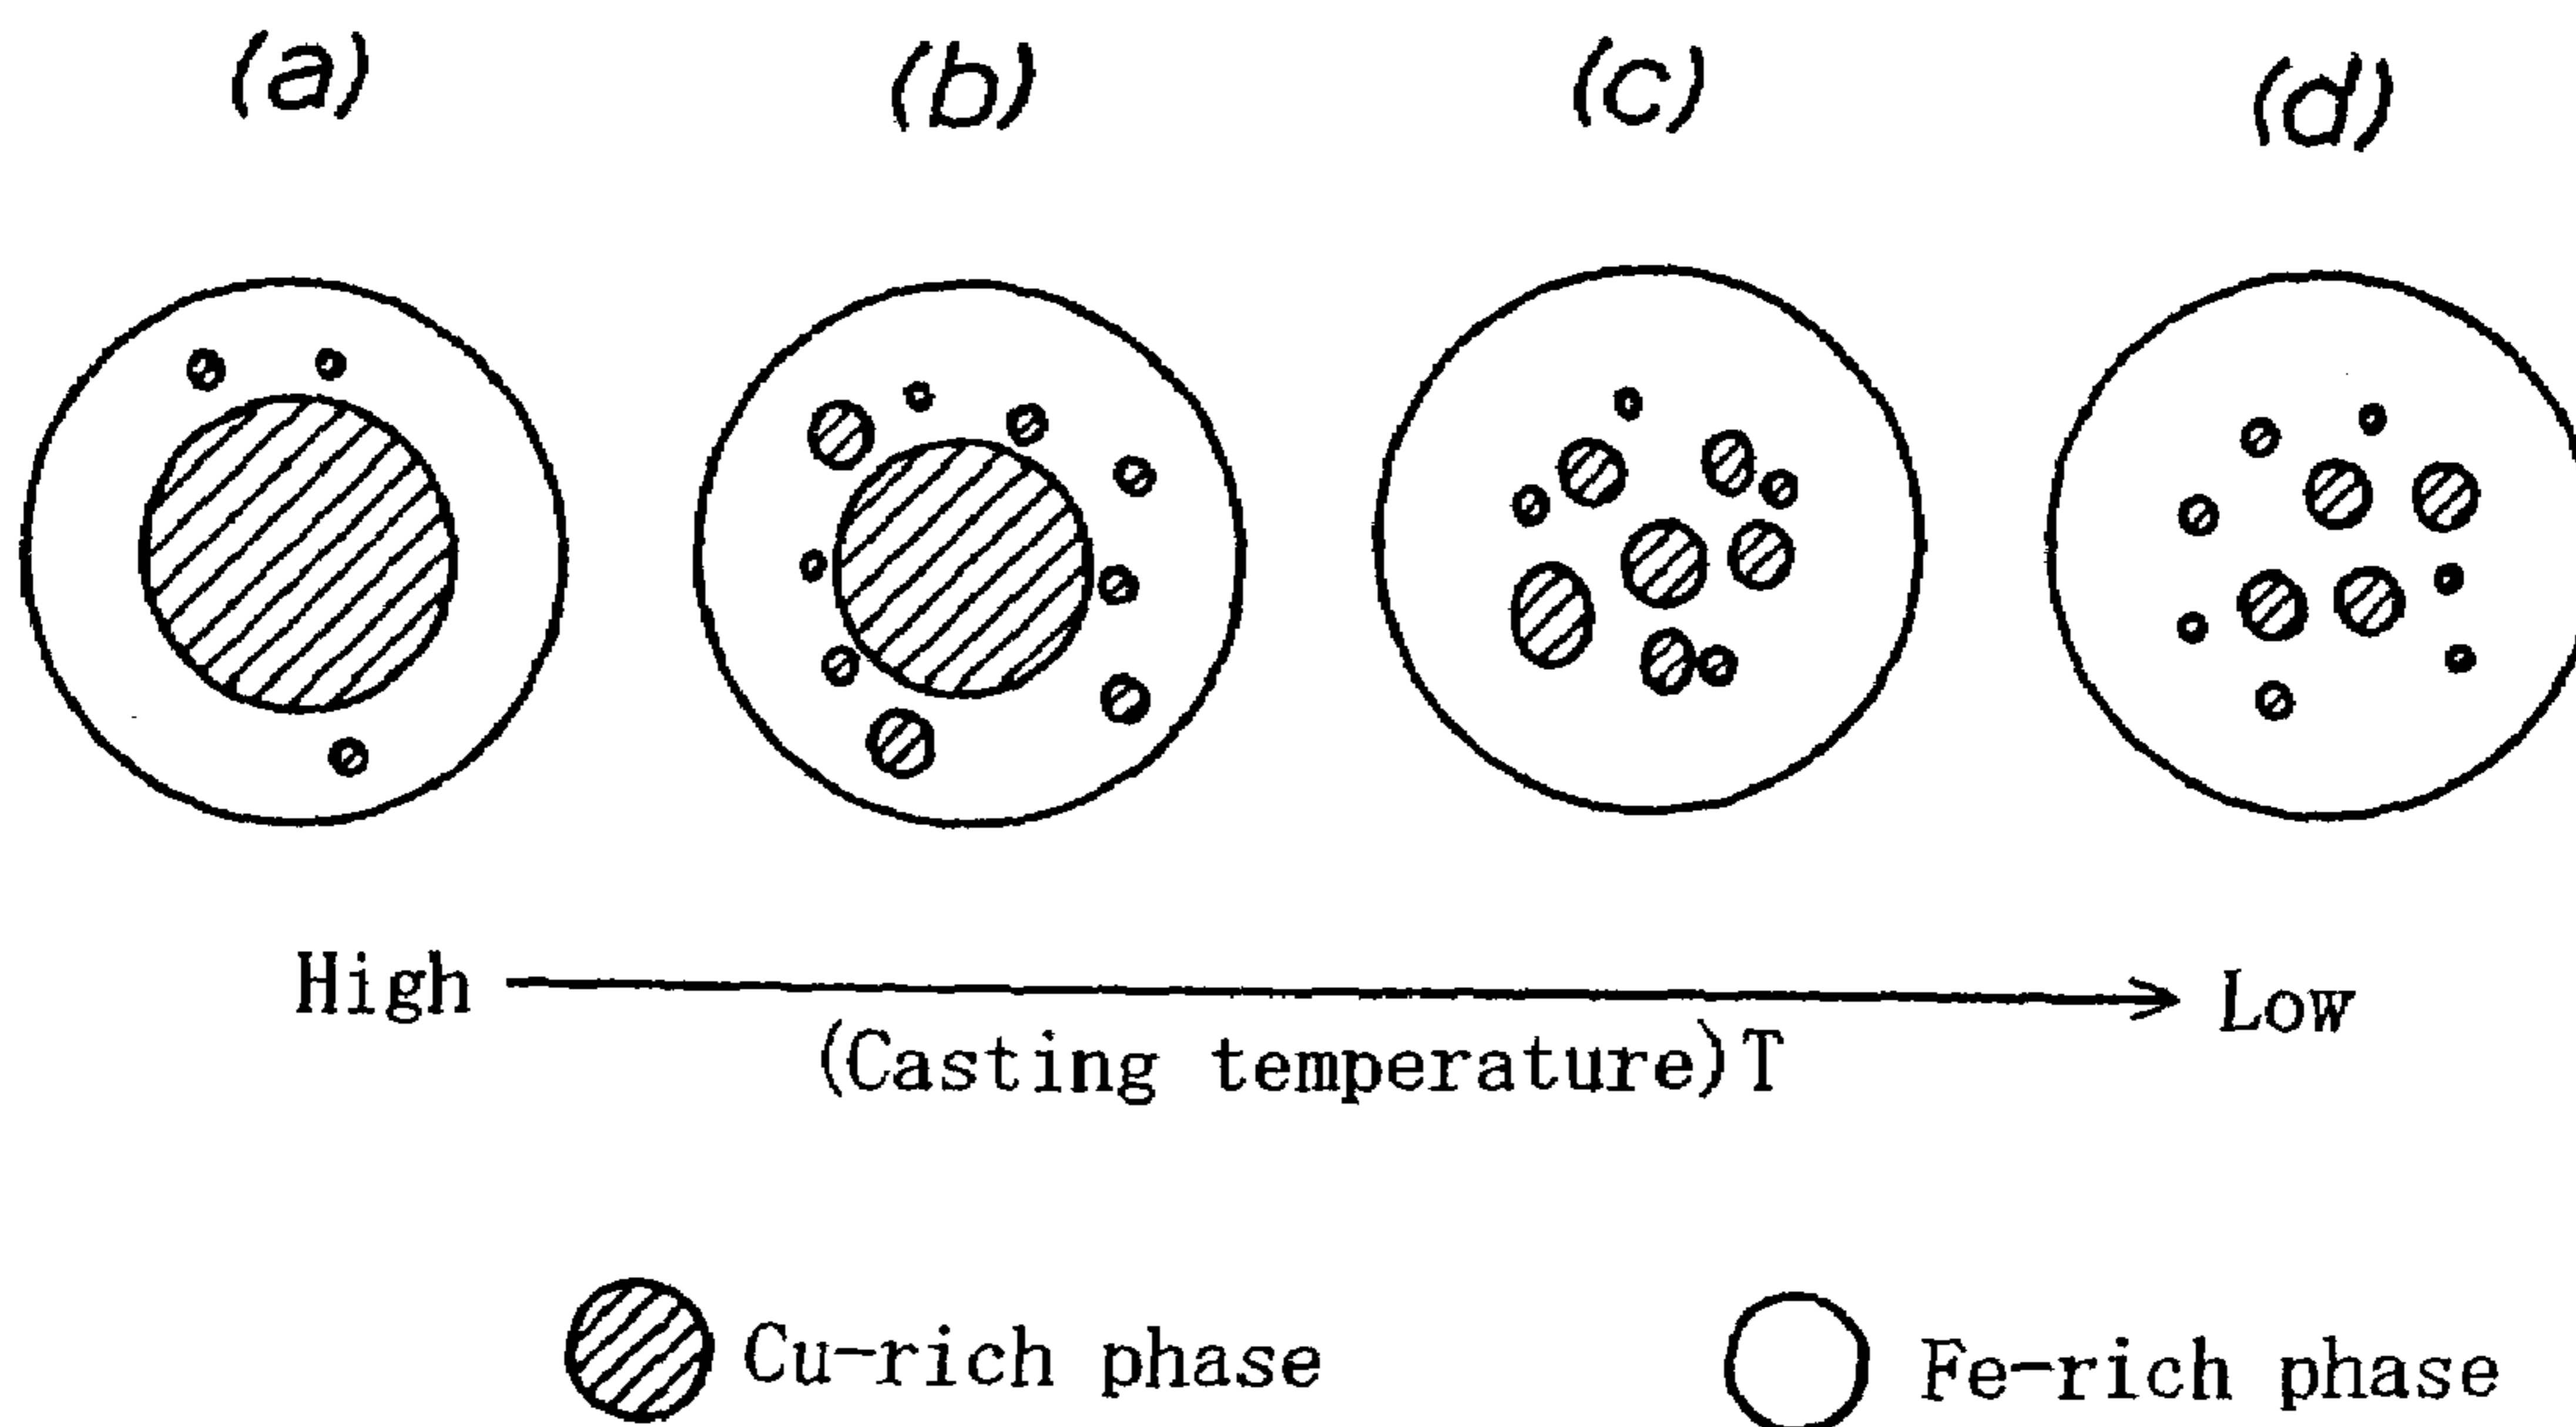 (a) (b) (c) (d)
High Low
(Casting temperature)T
Cu-rich phase Fe-rich phase